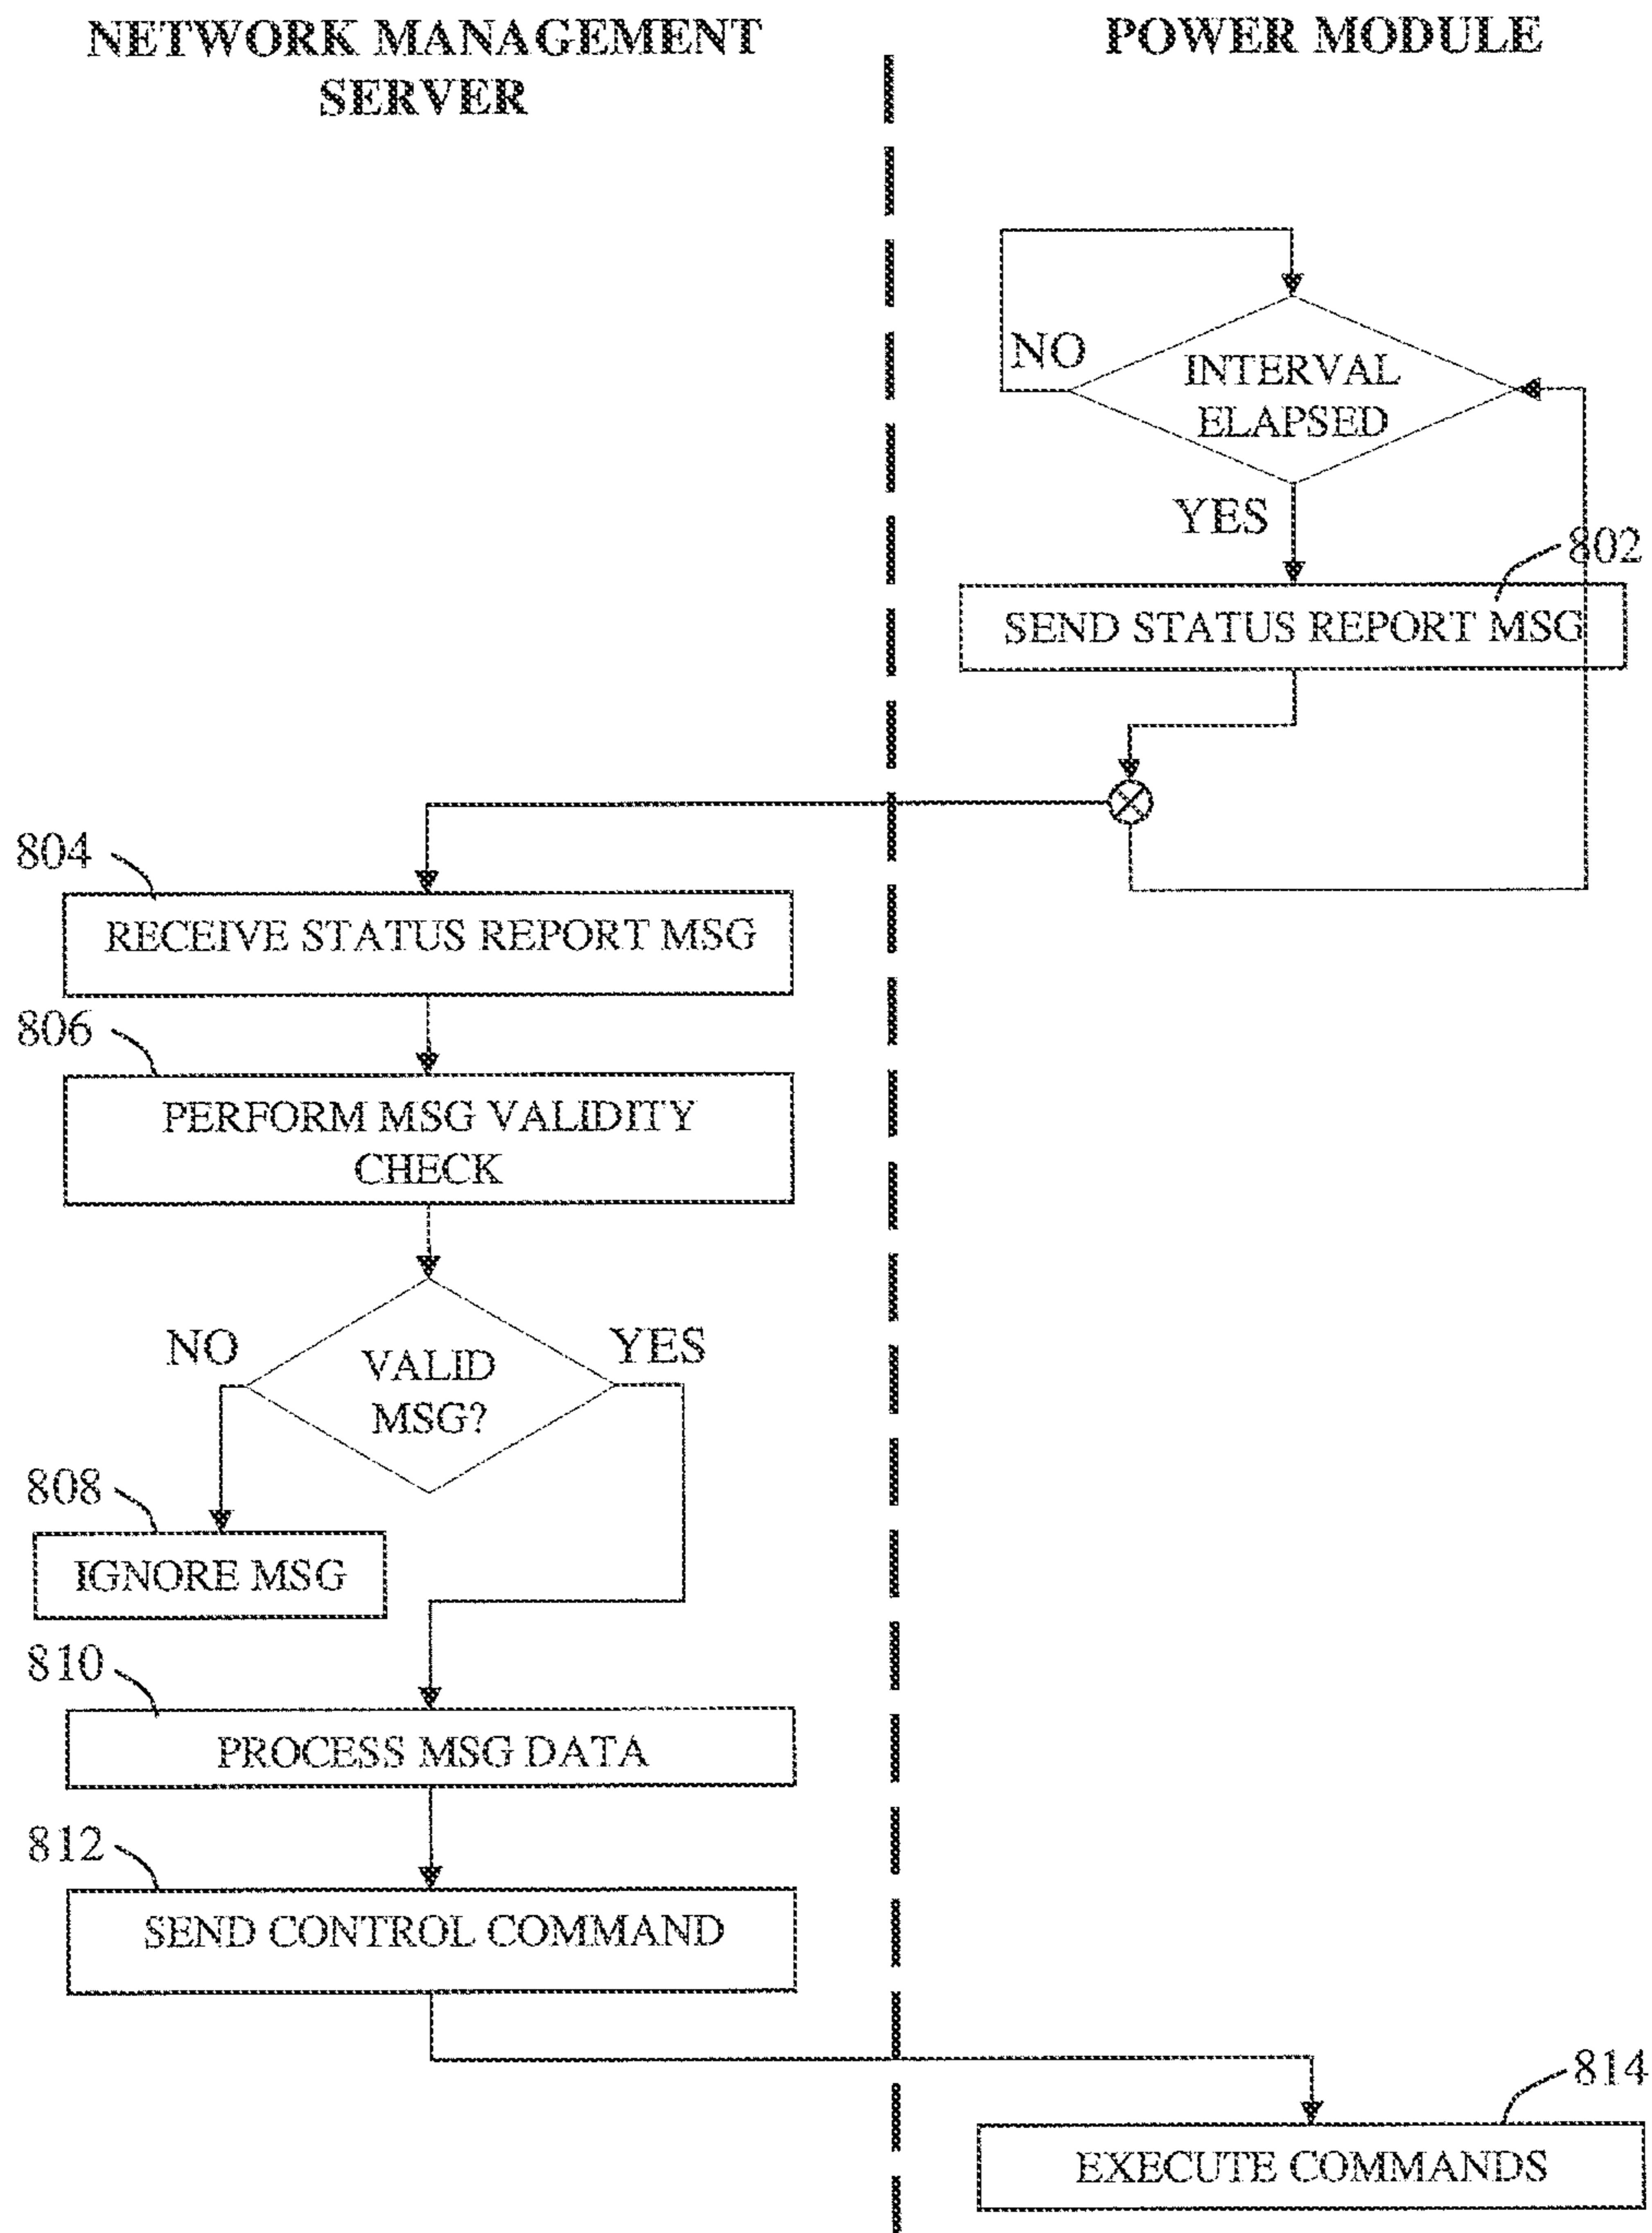 NETWORK MANAGEMENT
SERVER
POWER MODULE
NO
INTERVAL
ELAPSED
YES
802
SEND STATUS REPORT MSG
804
RECEIVE STATUS REPORT MSG
806
PERFORM MSG VALIDITY
CHECK
NO
VALID
MSG?
YES
808
IGNORE MSG
810
PROCESS MSG DATA
812
SEND CONTROL COMMAND
814
EXECUTE COMMANDS